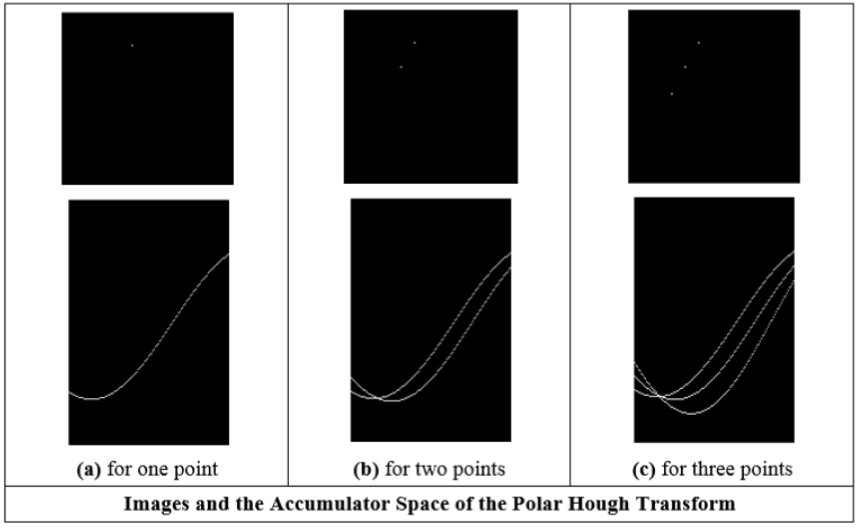 (a) for one point
(b) for two points
(c) for three points
Images and the Accumulator Space of the Polar Hough Transform